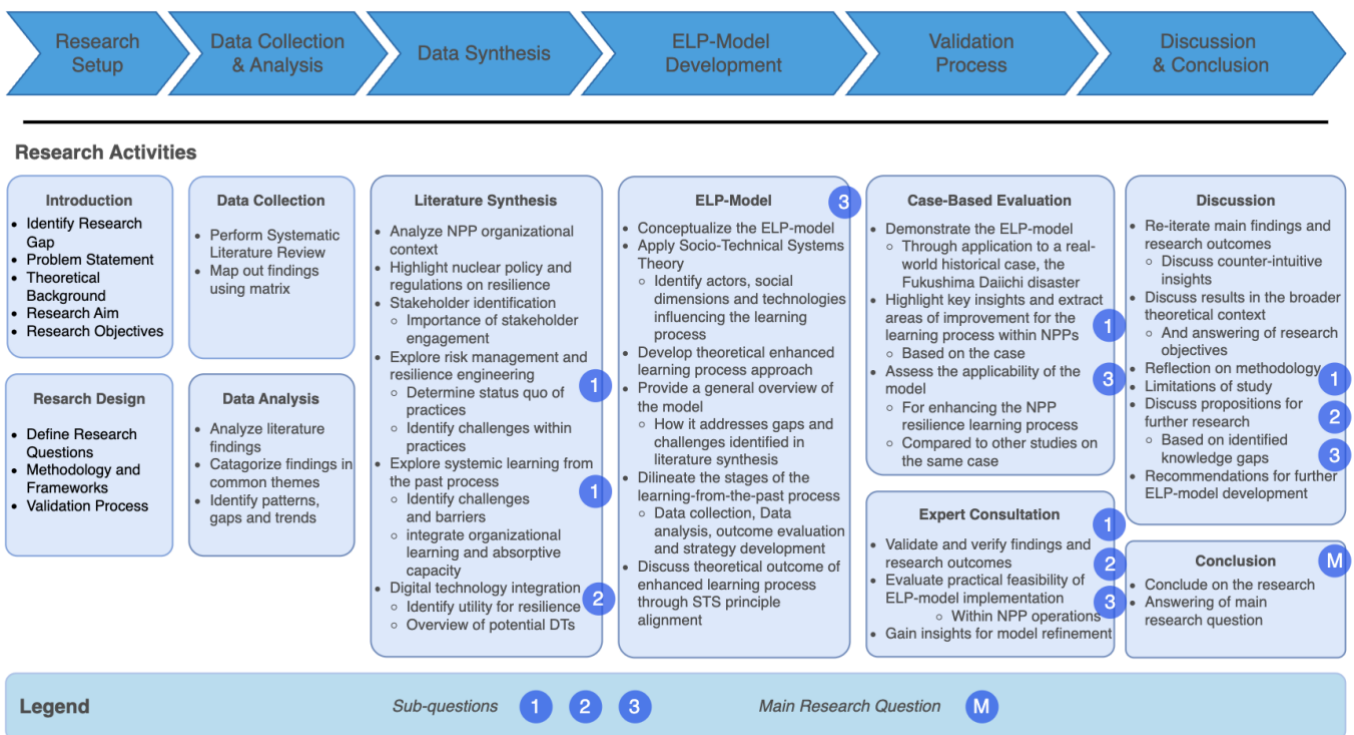 Research
Setup
Data Collection
& Analysis
Data Synthesis
ELP-Model
Development
Validation
Process
Discussion
& Conclusion
Research Activities
Introduction
• Identify Research
Gap
• Problem Statement
• Theoretical
Background
• Research Aim
• Research Objectives
Resarch Design
• Define Research
Questions
• Methodology and
Frameworks
• Validation Process
Data Collection
• Perform Systematic
Literature Review
• Map out findings
using matrix
Data Analysis
• Analyze literature
findings
• Catagorize findings in
common themes
• Identify patterns,
gaps and trends
Literature Synthesis
• Analyze NPP organizational
context
• Highlight nuclear policy and
regulations on resilience
• Stakeholder identification
○ Importance of stakeholder
engagement
• Explore risk management and
resilience engineering
1
○ Determine status quo of
practices
○ Identify challenges within
practices
• Explore systemic learning from
the past process
1
○ Identify challenges
and barriers
○ integrate organizational
learning and absorptive
capacity
• Digital technology integration
2
○ Identify utility for resilience
○ Overview of potential DTs
ELP-Model
3
• Conceptualize the ELP-model
• Apply Socio-Technical Systems
Theory
○ Identify actors, social
dimensions and technologies
influencing the learning
process
• Develop theoretical enhanced
learning process approach
• Provide a general overview of
the model
○ How it addresses gaps and
challenges identified in
literature synthesis
• Dilineate the stages of the
learning-from-the-past process
○ Data collection, Data
analysis, outcome evaluation
and strategy development
• Discuss theoretical outcome of
enhanced learning process
through STS principle
alignment
Case-Based Evaluation
• Demonstrate the ELP-model
○ Through application to a real-
world historical case, the
Fukushima Daiichi disaster
• Highlight key insights and extract
areas of improvement for the
learning process within NPPs
1
○ Based on the case
• Assess the applicability of the
model
3
○ For enhancing the NPP
resilience learning process
○ Compared to other studies on
the same case
Expert Consultation
1
• Validate and verify findings and
research outcomes
2
• Evaluate practical feasibility of
ELP-model implementation
3
○ Within NPP operations
• Gain insights for model refinement
Discussion
• Re-iterate main findings and
research outcomes
○ Discuss counter-intuitive
insights
• Discuss results in the broader
theoretical context
○ And answering of research
objectives
• Reflection on methodology
• Limitations of study
1
• Discuss propositions for
further research
2
○ Based on identified
knowledge gaps
3
• Recommendations for further
ELP-model development
Conclusion
M
• Conclude on the research
• Answering of main
research question
Legend
Sub-questions
1 2 3
Main Research Question
M